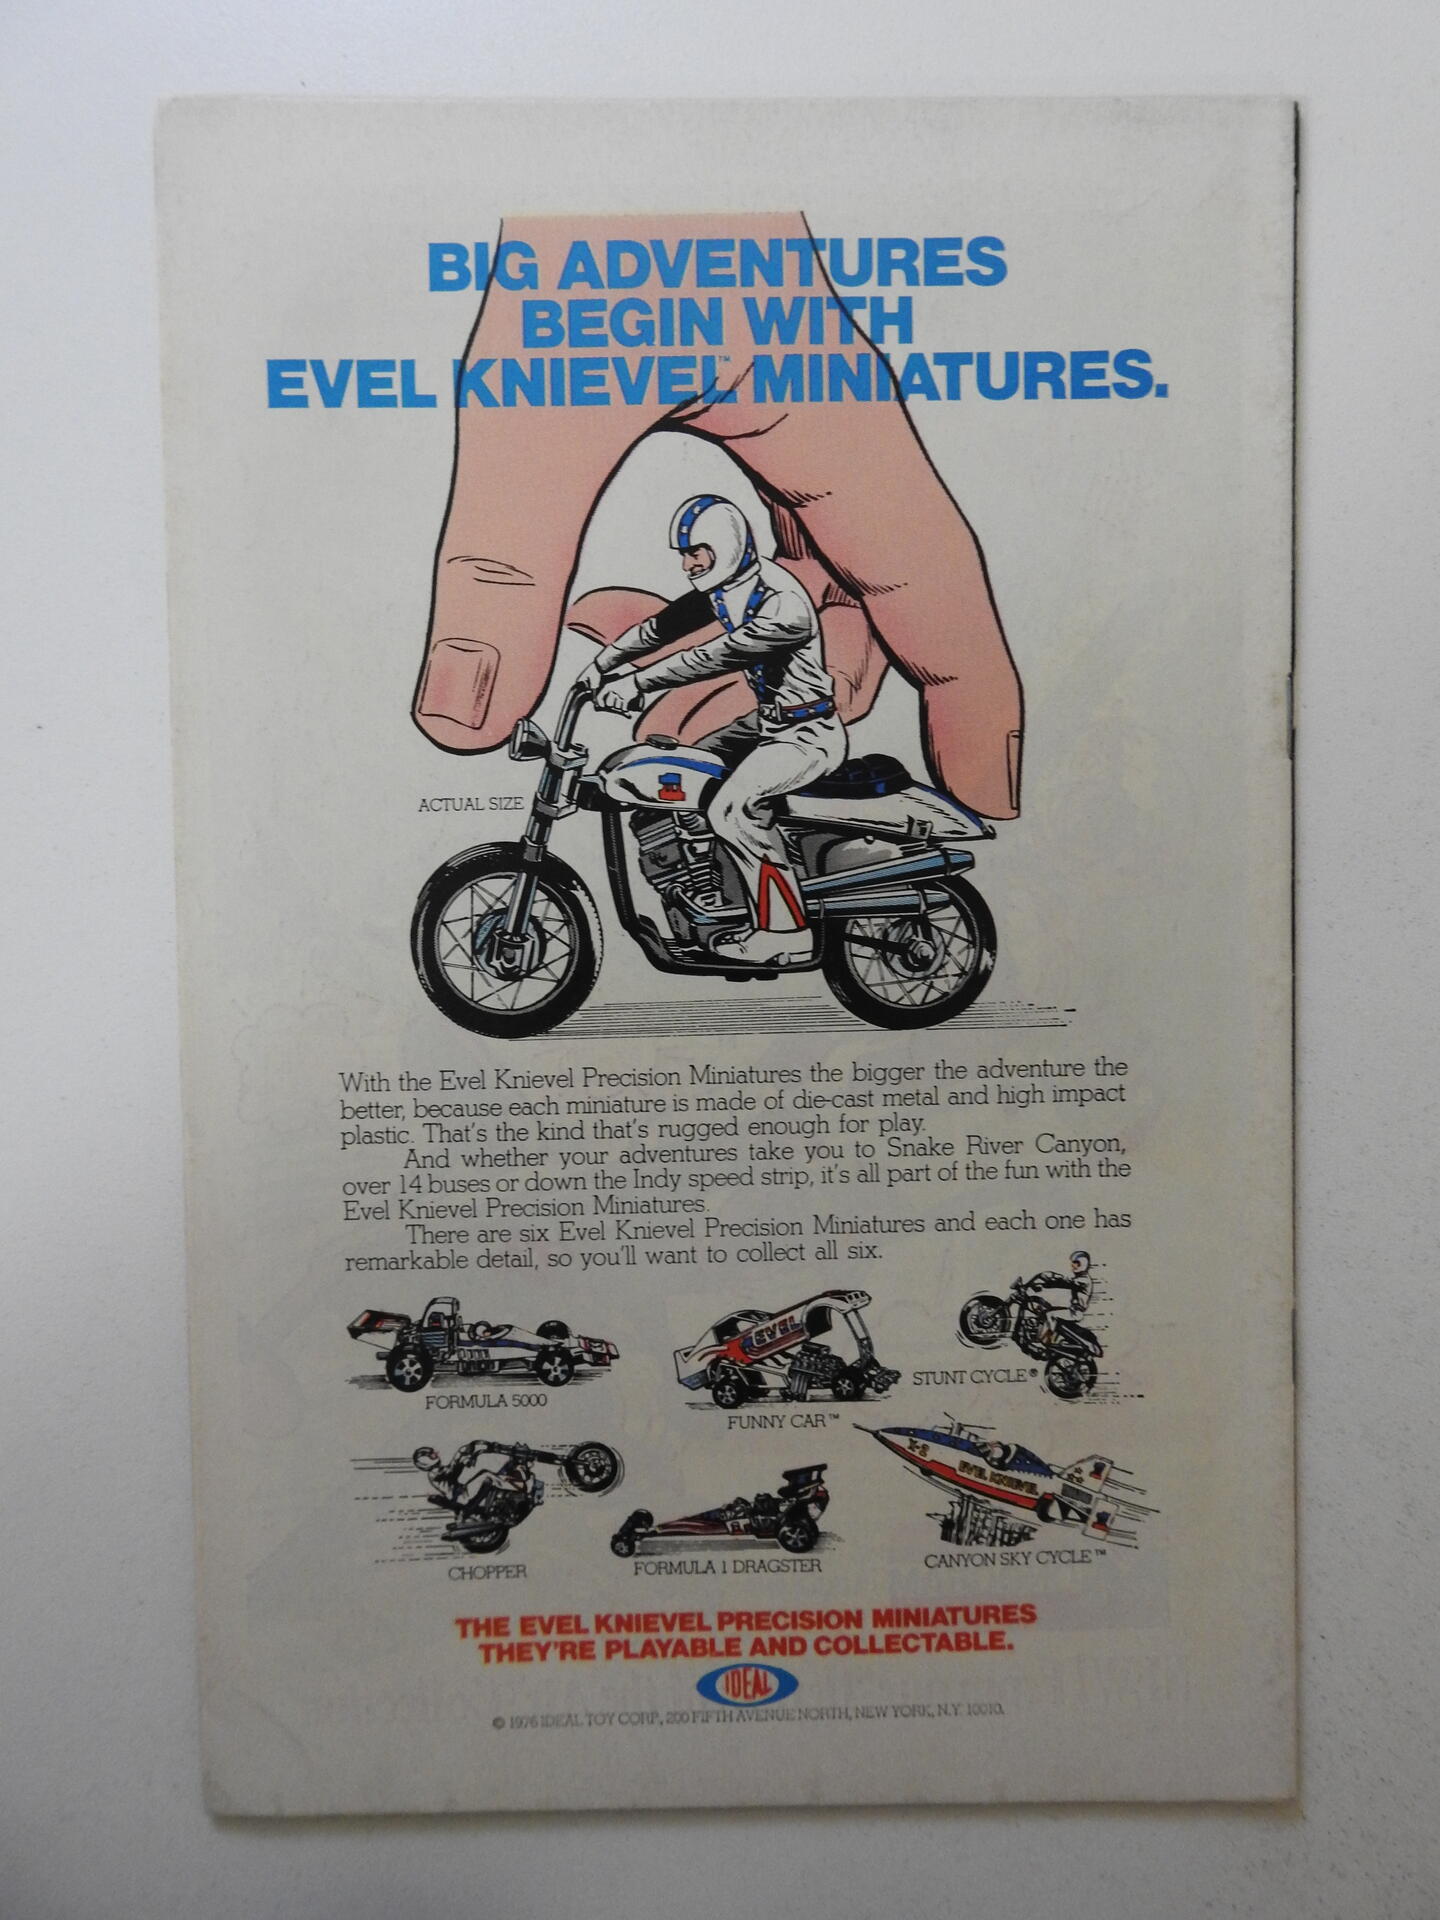 BIG ADVENTURES
BEGIN WITH
EVEL KNIEVEL™ MINIATURES.
ACTUAL SIZE
With the Evel Knievel Precision Miniatures the bigger the adventure the
better, because each miniature is made of die-cast metal and high impact
plastic. That's the kind that's rugged enough for play.
And whether your adventures take you to Snake River Canyon,
over 14 buses or down the Indy speed strip, it's all part of the fun with the
Evel Knievel Precision Miniatures.
There are six Evel Knievel Precision Miniatures and each one has
remarkable detail, so you'll want to collect all six.
FORMULA 5000
EVEL
FUNNY CAR™
STUNT CYCLE®
CHOPPER
FORMULA 1 DRAGSTER
X-2
EVEL KNIEVEL
CANYON SKY CYCLE™
THE EVEL KNIEVEL PRECISION MINIATURES
THEY'RE PLAYABLE AND COLLECTABLE.
IDEAL
© 1976 IDEAL TOY CORP., 200 FIFTH AVENUE NORTH, NEW YORK, N.Y. 10010.